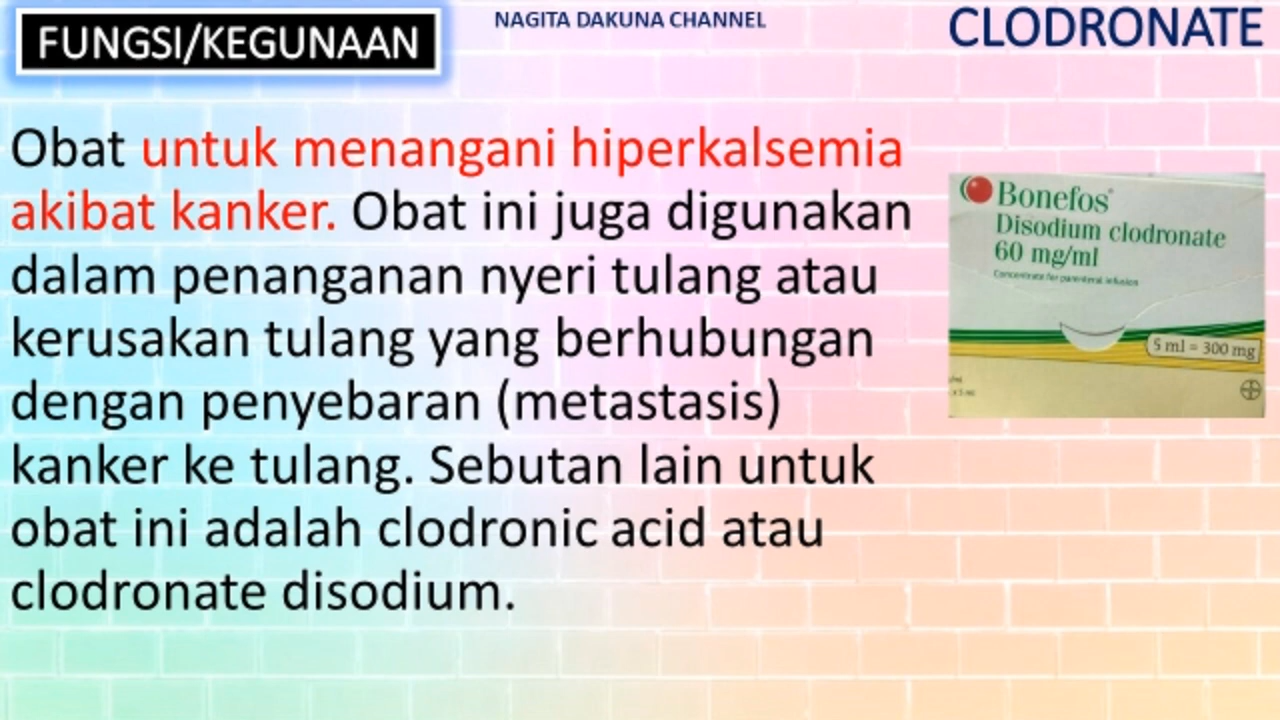 FUNGSI/KEGUNAAN
NAGITA DAKUNA CHANNEL
CLODRONATE
Obat untuk menangani hiperkalsemia
akibat kanker. Obat ini juga digunakan
dalam penanganan nyeri tulang atau
kerusakan tulang yang berhubungan
dengan penyebaran (metastasis)
kanker ke tulang. Sebutan lain untuk
obat ini adalah clodronic acid atau
clodronate disodium.
Bonefos®
Disodium clodronate
60 mg/ml
Concentrate for parenteral infusion
5 ml = 300 mg